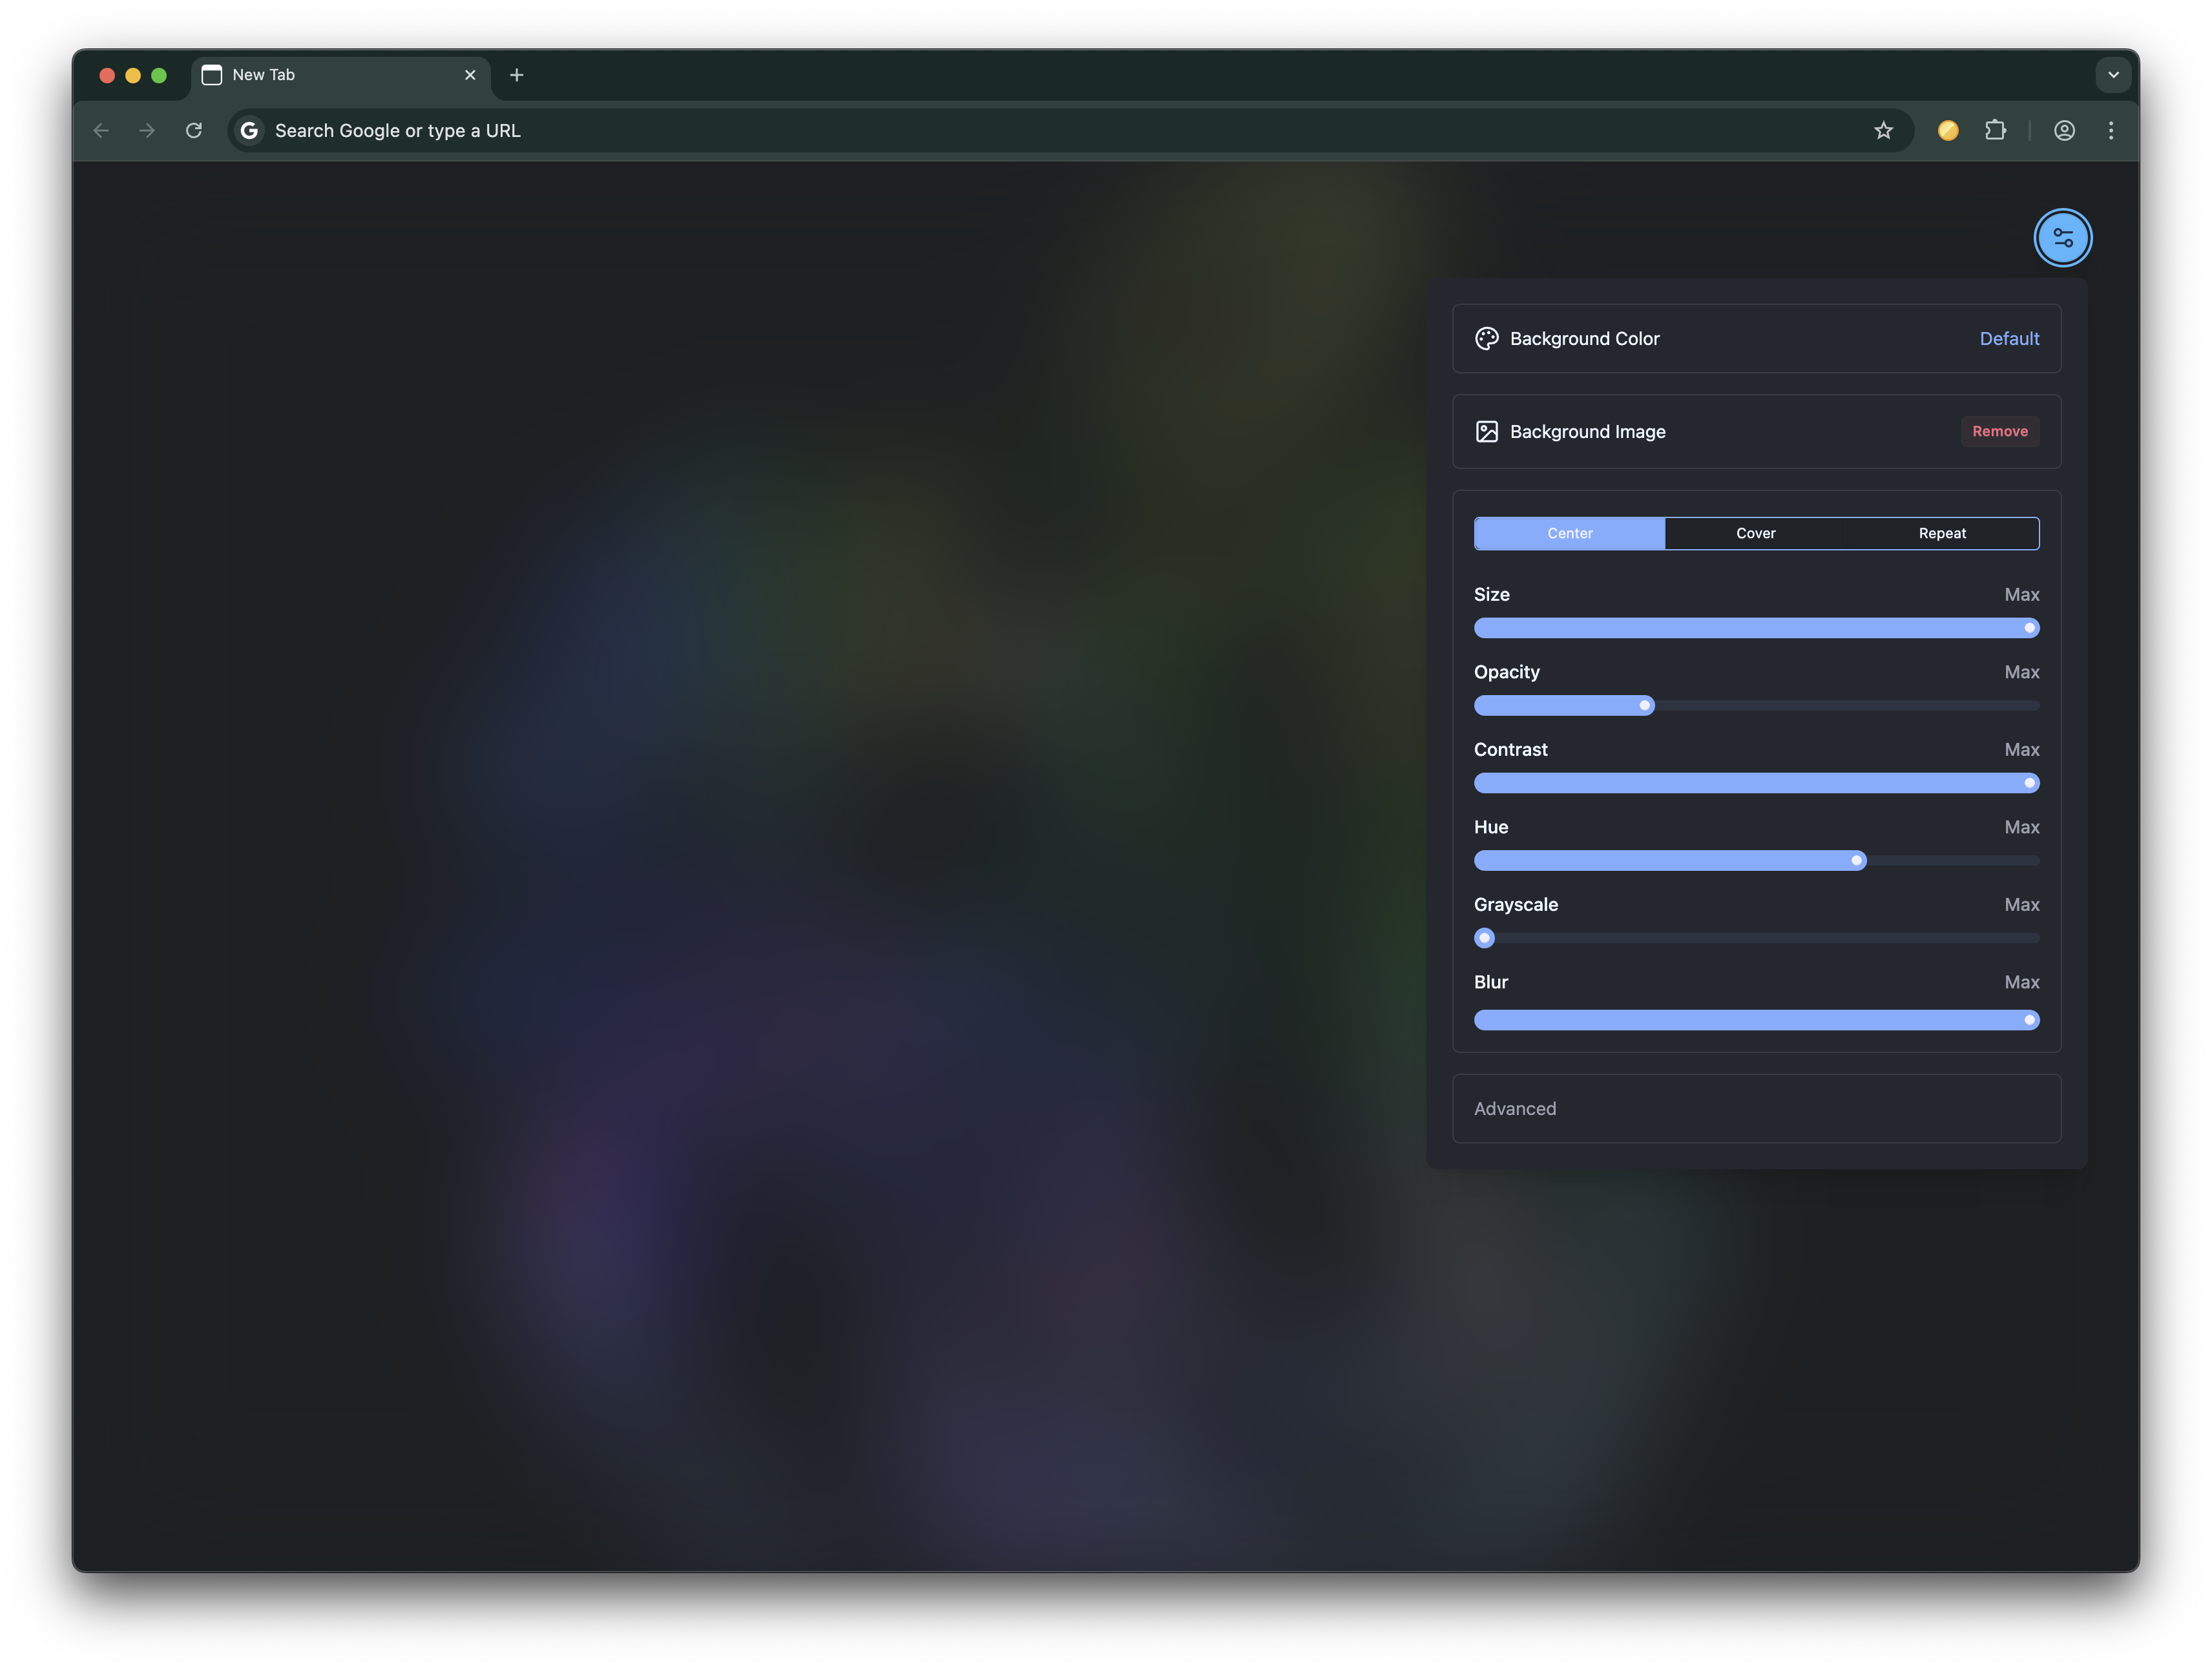 New Tab
Search Google or type a URL
Background Color Default
Background Image Remove
Center Cover Repeat
Size Max
Opacity Max
Contrast Max
Hue Max
Grayscale Max
Blur Max
Advanced